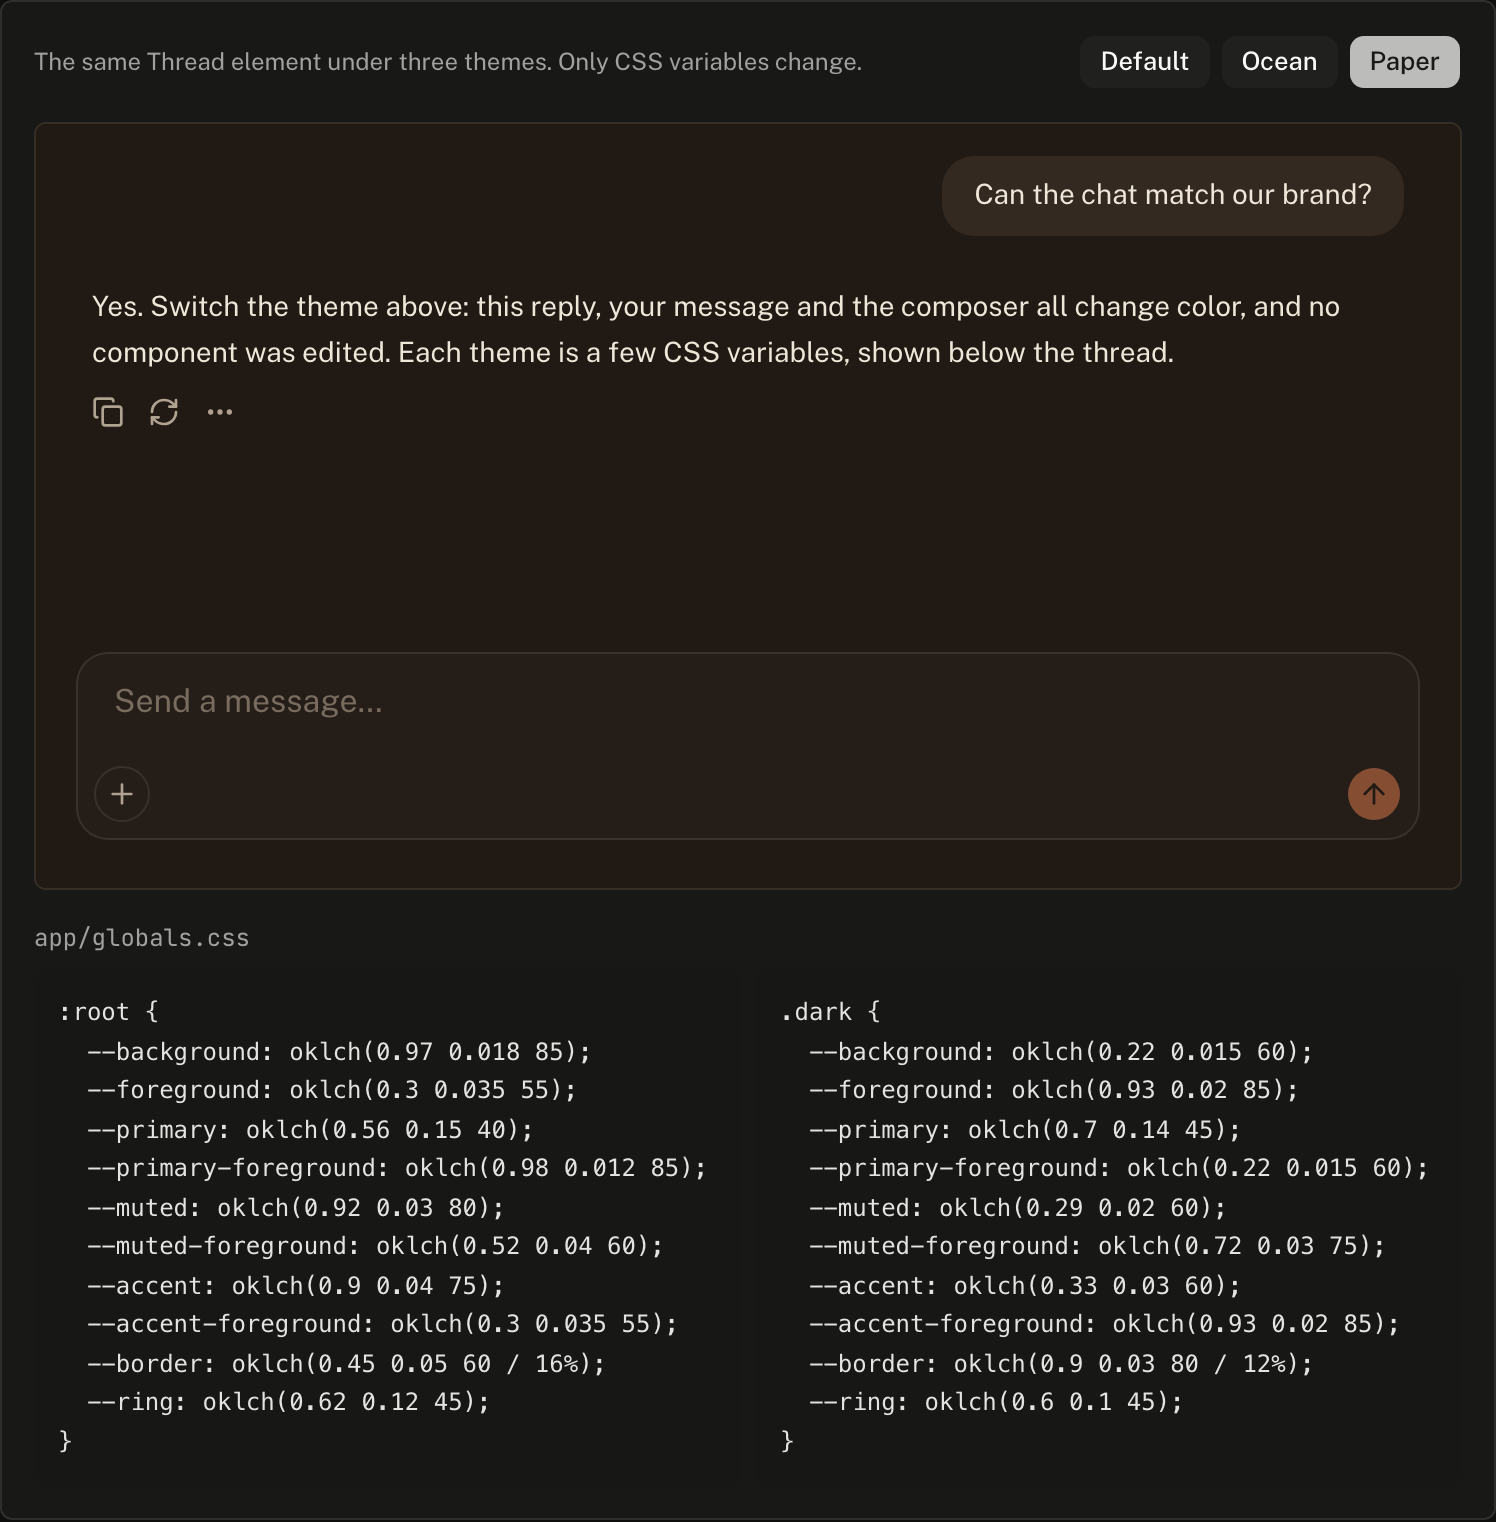 The same Thread element under three themes. Only CSS variables change.
Default
Ocean
Paper
Can the chat match our brand?
Yes. Switch the theme above: this reply, your message and the composer all change color, and no
component was edited. Each theme is a few CSS variables, shown below the thread.
Send a message...
app/globals.css
:root {
  --background: oklch(0.97 0.018 85);
  --foreground: oklch(0.3 0.035 55);
  --primary: oklch(0.56 0.15 40);
  --primary-foreground: oklch(0.98 0.012 85);
  --muted: oklch(0.92 0.03 80);
  --muted-foreground: oklch(0.52 0.04 60);
  --accent: oklch(0.9 0.04 75);
  --accent-foreground: oklch(0.3 0.035 55);
  --border: oklch(0.45 0.05 60 / 16%);
  --ring: oklch(0.62 0.12 45);
}
.dark {
  --background: oklch(0.22 0.015 60);
  --foreground: oklch(0.93 0.02 85);
  --primary: oklch(0.7 0.14 45);
  --primary-foreground: oklch(0.22 0.015 60);
  --muted: oklch(0.29 0.02 60);
  --muted-foreground: oklch(0.72 0.03 75);
  --accent: oklch(0.33 0.03 60);
  --accent-foreground: oklch(0.93 0.02 85);
  --border: oklch(0.9 0.03 80 / 12%);
  --ring: oklch(0.6 0.1 45);
}